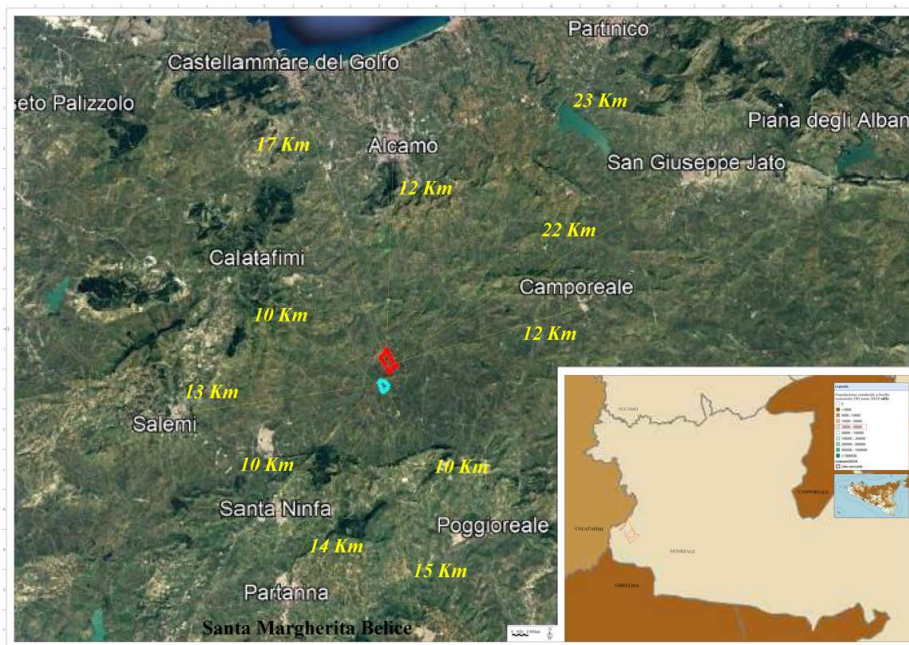 Partinico
Castellammare del Golfo
seto Palizzolo
23 Km
Piana degli Alban
17 Km
Alcamo
San Giuseppe Jato
12 Km
22 Km
Calatafimi
Camporeale
10 Km
12 Km
13 Km
Salemi
10 Km
10 Km
Santa Ninfa
Poggioreale
14 Km
15 Km
Partanna
Santa Margherita Belice
ALCAMO
CAMPOREALE
CALATAFIMI
MONREALE
GIBELLINA